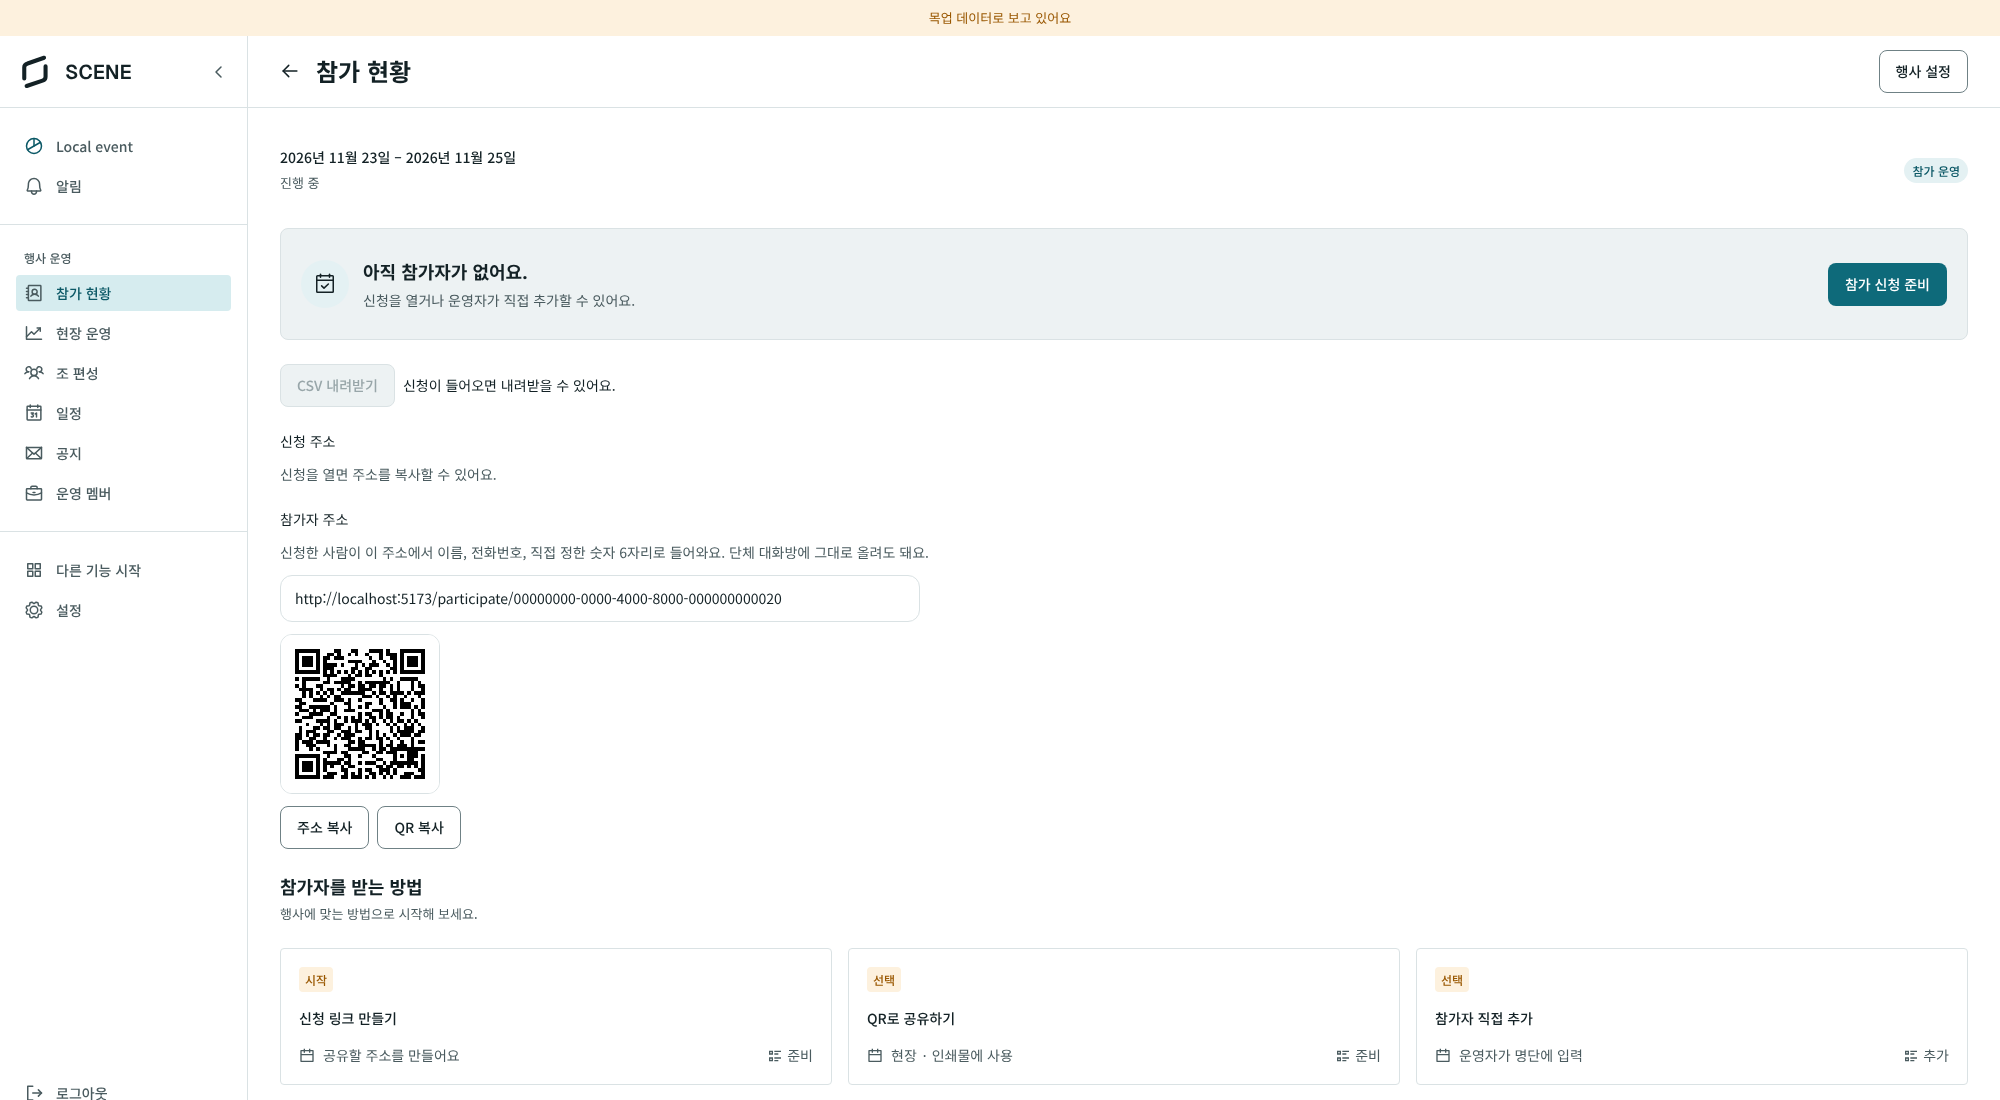 목업 데이터로 보고 있어요
SCENE
참가 현황
행사 설정
Local event
알림
행사 운영
참가 현황
현장 운영
조 편성
일정
공지
운영 멤버
다른 기능 시작
설정
로그아웃
2026년 11월 23일 – 2026년 11월 25일
진행 중
참가 운영
아직 참가자가 없어요.
신청을 열거나 운영자가 직접 추가할 수 있어요.
참가 신청 준비
CSV 내려받기
신청이 들어오면 내려받을 수 있어요.
신청 주소
신청을 열면 주소를 복사할 수 있어요.
참가자 주소
신청한 사람이 이 주소에서 이름, 전화번호, 직접 정한 숫자 6자리로 들어와요. 단체 대화방에 그대로 올려도 돼요.
http://localhost:5173/participate/00000000-0000-4000-8000-000000000020
주소 복사
QR 복사
참가자를 받는 방법
행사에 맞는 방법으로 시작해 보세요.
시작
신청 링크 만들기
공유할 주소를 만들어요
준비
선택
QR로 공유하기
현장 · 인쇄물에 사용
준비
선택
참가자 직접 추가
운영자가 명단에 입력
추가